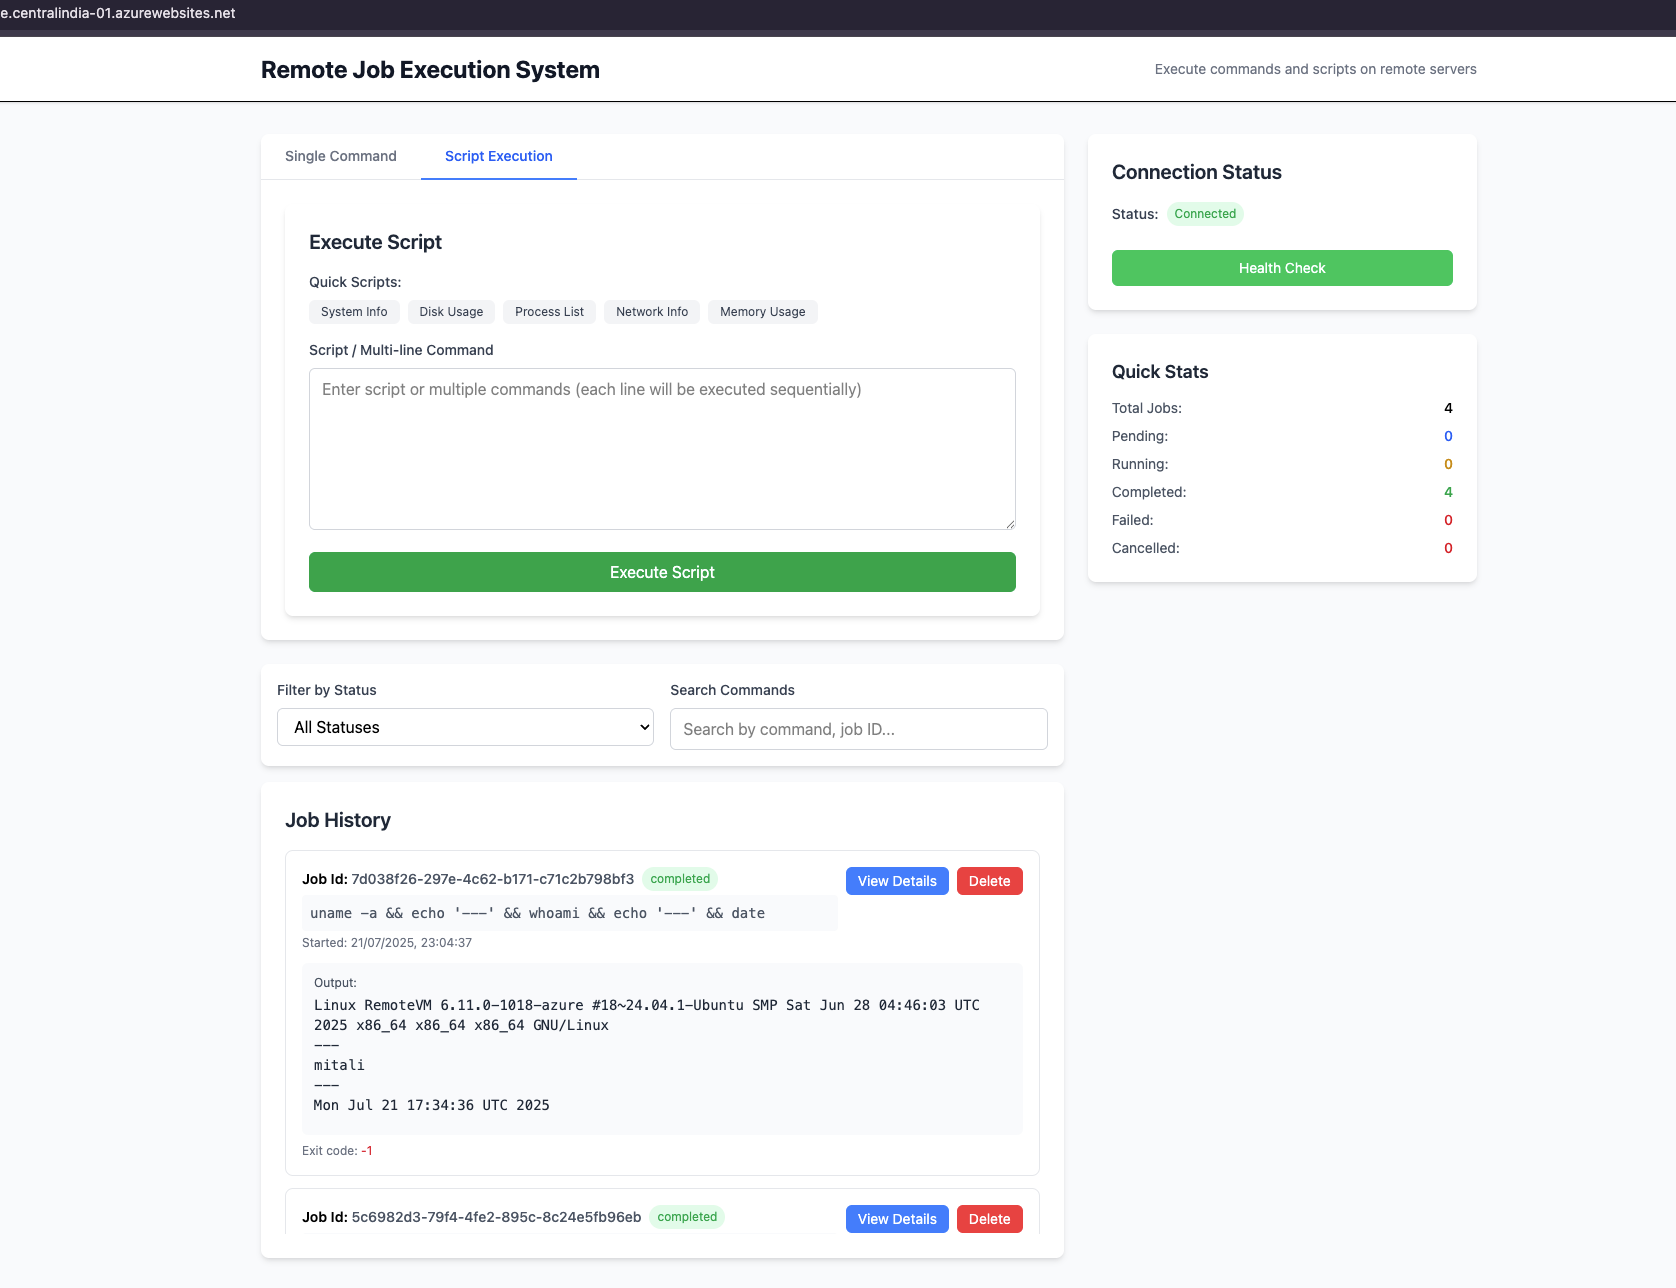 e.centralindia-01.azurewebsites.net
Remote Job Execution System
Execute commands and scripts on remote servers
Single Command
Script Execution
Execute Script
Quick Scripts:
System Info
Disk Usage
Process List
Network Info
Memory Usage
Script / Multi-line Command
Enter script or multiple commands (each line will be executed sequentially)
Execute Script
Connection Status
Status: Connected
Health Check
Quick Stats
Total Jobs: 4
Pending: 0
Running: 0
Completed: 4
Failed: 0
Cancelled: 0
Filter by Status
All Statuses
Search Commands
Search by command, job ID...
Job History
Job Id: 7d038f26-297e-4c62-b171-c71c2b798bf3 completed
View Details
Delete
uname -a && echo '---' && whoami && echo '---' && date
Started: 21/07/2025, 23:04:37
Output:
Linux RemoteVM 6.11.0-1018-azure #18~24.04.1-Ubuntu SMP Sat Jun 28 04:46:03 UTC
2025 x86_64 x86_64 x86_64 GNU/Linux
---
mitali
---
Mon Jul 21 17:34:36 UTC 2025
Exit code: -1
Job Id: 5c6982d3-79f4-4fe2-895c-8c24e5fb96eb completed
View Details
Delete